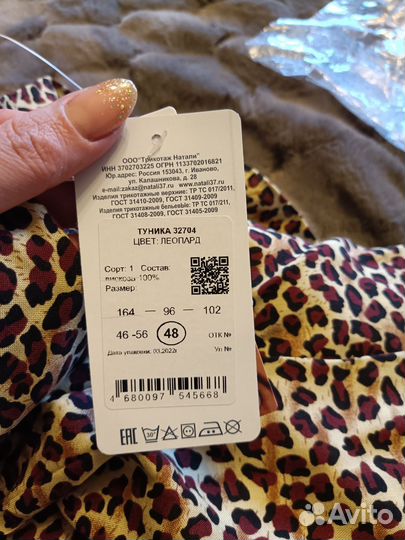 ООО "Трикотаж Натали"
ИНН 3702703225 ОГРН 1133702016821
Юр.адрес: Россия 153043, г. Иваново,
ул. Калашникова, д. 28
e-mail:zakaz@natali37.ru www.natali37.ru
Изделия трикотажные верхние: ТР ТС 017/2011,
ГОСТ 31410-2009, ГОСТ 31409-2009
Изделия трикотажные бельевые: ТР ТС 017/2011,
ГОСТ 31408-2009, ГОСТ 31405-2009
ТУНИКА 32704
ЦВЕТ: ЛЕОПАРД
Сорт: 1 Состав:
вискоза 100%
Размер:
164 — 96 — 102
46 -56 48 ОТК №
Дата упаковки: 03.2022г Уп №
4 680097 545668
ЕАС 30°
Avito